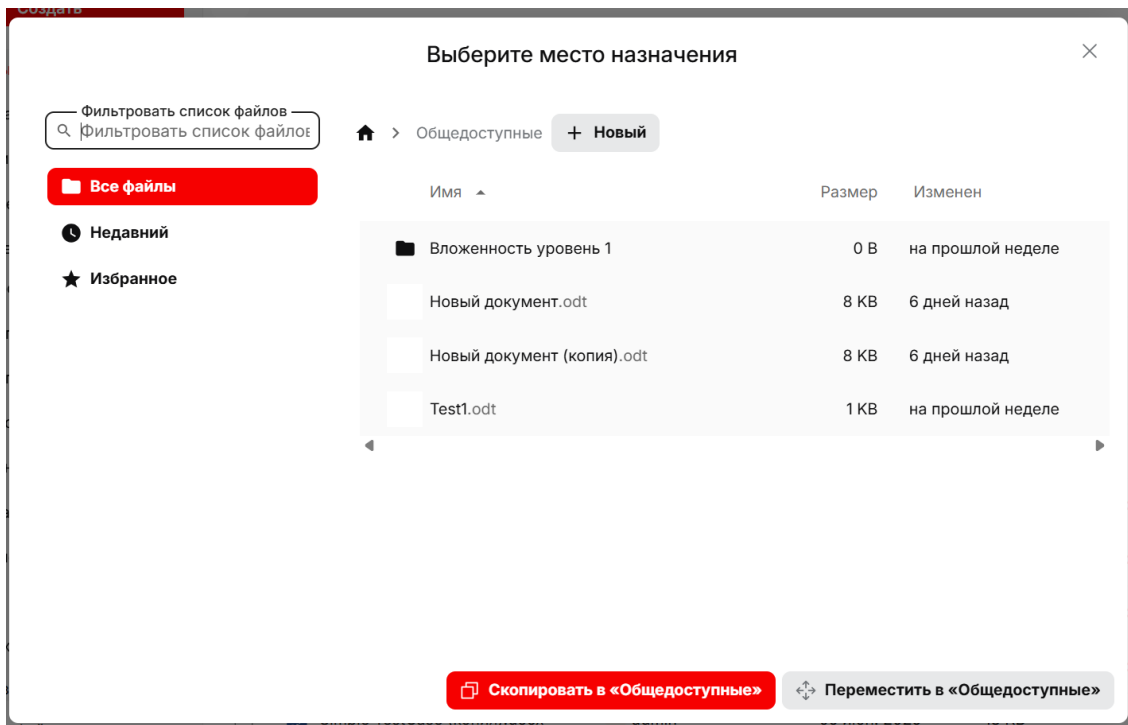 Создать
Выберите место назначения
Фильтровать список файлов
Фильтровать список файлов
Общедоступные
+ Новый
Все файлы
Недавний
Избранное
Имя Размер Изменен
Вложенность уровень 1 0 B на прошлой неделе
Новый документ.odt 8 KB 6 дней назад
Новый документ (копия).odt 8 KB 6 дней назад
Test1.odt 1 KB на прошлой неделе
Скопировать в «Общедоступные»
Переместить в «Общедоступные»